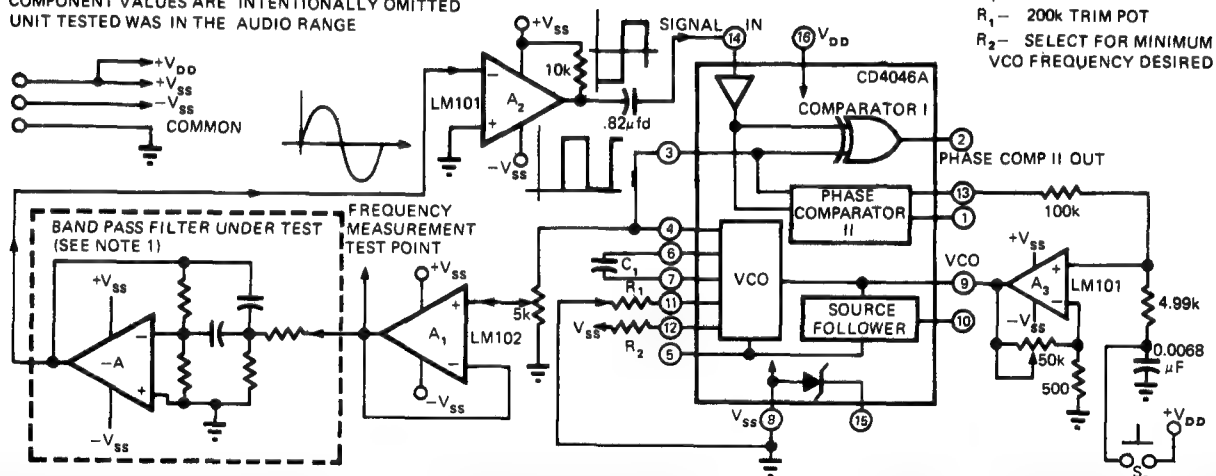 COMPONENT VALUES ARE INTENTIONALLY OMITTED
UNIT TESTED WAS IN THE AUDIO RANGE
R1– 200k TRIM POT
R2– SELECT FOR MINIMUM
VCO FREQUENCY DESIRED
+VDD
+VSS
−VSS
COMMON
+VSS
10k
LM101
−
A2
+
−VSS
SIGNAL IN
.82µfd
14
16
VDD
CD4046A
COMPARATOR I
2
3
PHASE COMP II OUT
PHASE
COMPARATOR
II
13
1
100k
BAND PASS FILTER UNDER TEST
(SEE NOTE 1)
+VSS
−
−A
+
−VSS
FREQUENCY
MEASUREMENT
TEST POINT
+VSS
+
A1
−
LM102
−VSS
5k
4
6
C1
7
R1
11
VSS
12
R2
5
VCO
SOURCE
FOLLOWER
VCO
9
10
+VSS
+
A3
−
LM101
−VSS
50k
500
4.99k
0.0068
µF
VSS
8
15
+VDD
S